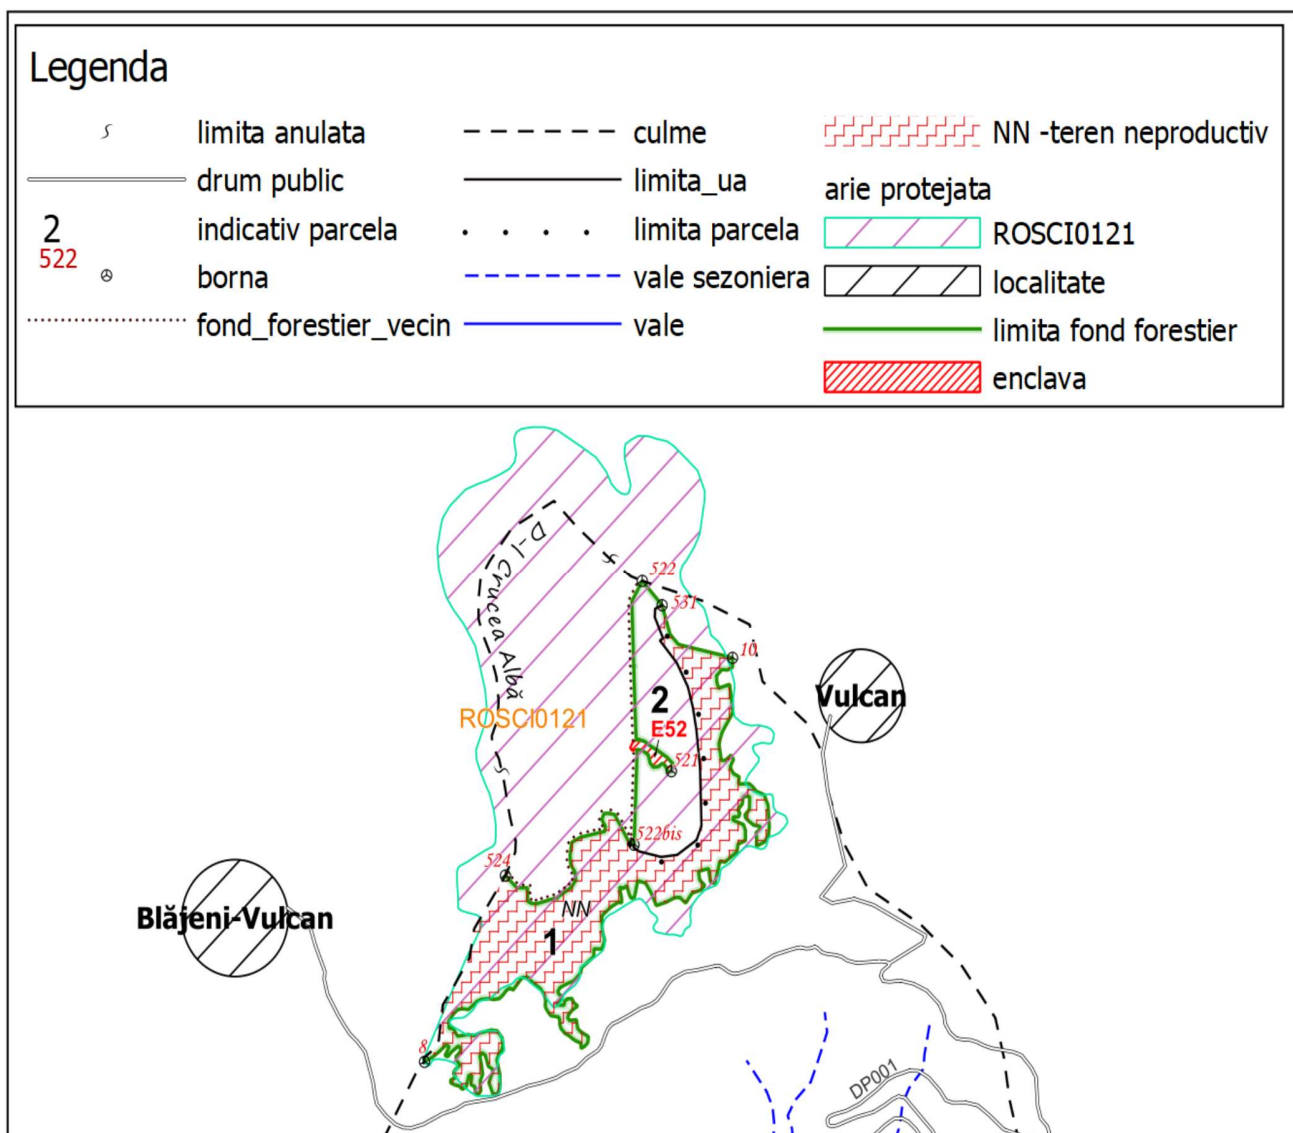 Legenda
limita anulata
drum public
2
522
indicativ parcela
borna
fond_forestier_vecin
culme
limita_ua
limita parcela
vale sezoniera
vale
NN -teren neproductiv
arie protejata
ROSCI0121
localitate
limita fond forestier
enclava
D-l Crucea Albă
522
531
10
2
E52
ROSCI0121
521
Vulcan
522bis
524
NN
1
Blăjeni-Vulcan
8
DP001